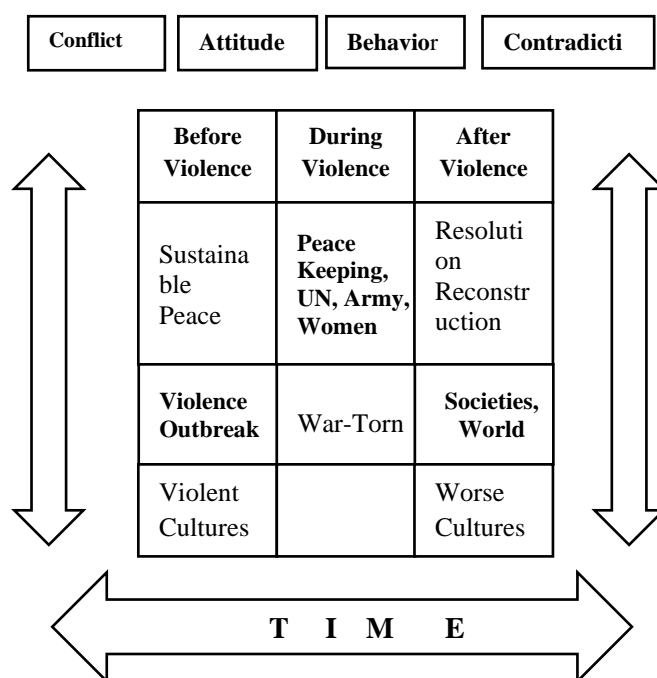 Conflict
Attitude
Behavior
Contradicti
Before
Violence
During
Violence
After
Violence
Sustaina
ble
Peace
Peace
Keeping,
UN, Army,
Women
Resoluti
on
Reconstr
uction
Violence
Outbreak
War-Torn
Societies,
World
Violent
Cultures
Worse
Cultures
T I M E